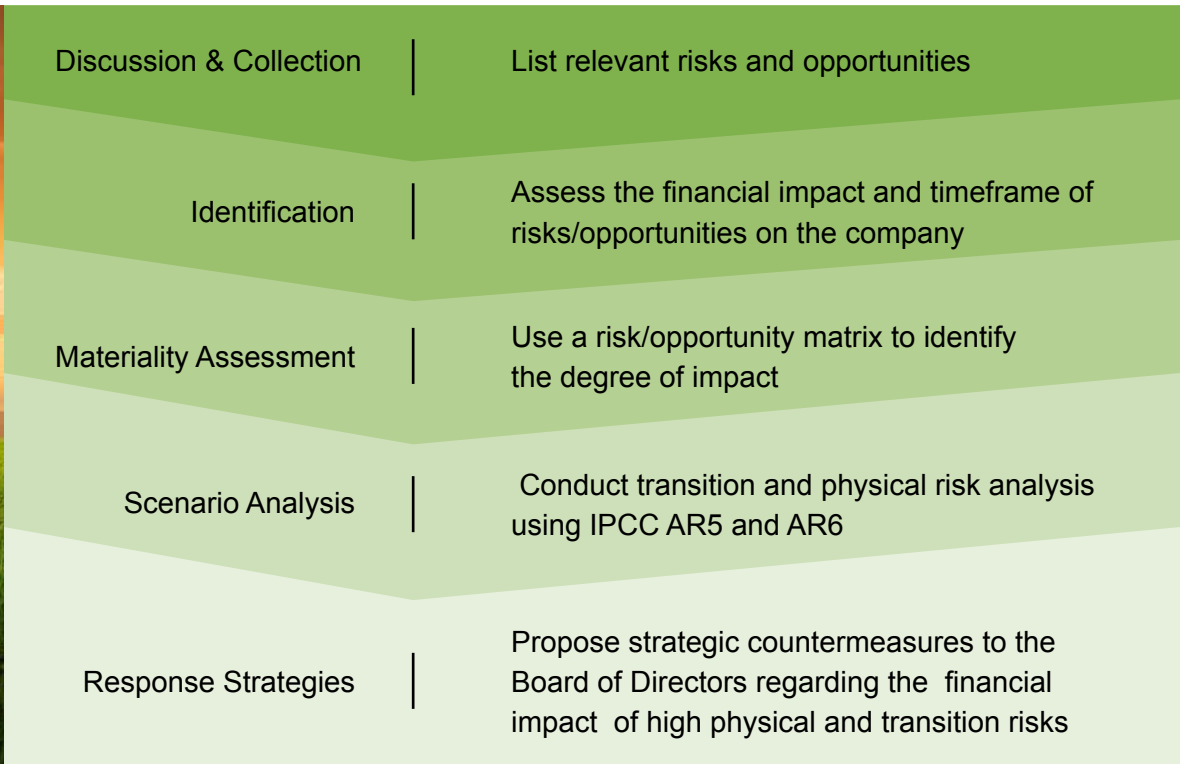 Discussion & Collection
List relevant risks and opportunities
Identification
Assess the financial impact and timeframe of
risks/opportunities on the company
Materiality Assessment
Use a risk/opportunity matrix to identify
the degree of impact
Scenario Analysis
Conduct transition and physical risk analysis
using IPCC AR5 and AR6
Response Strategies
Propose strategic countermeasures to the
Board of Directors regarding the financial
impact of high physical and transition risks